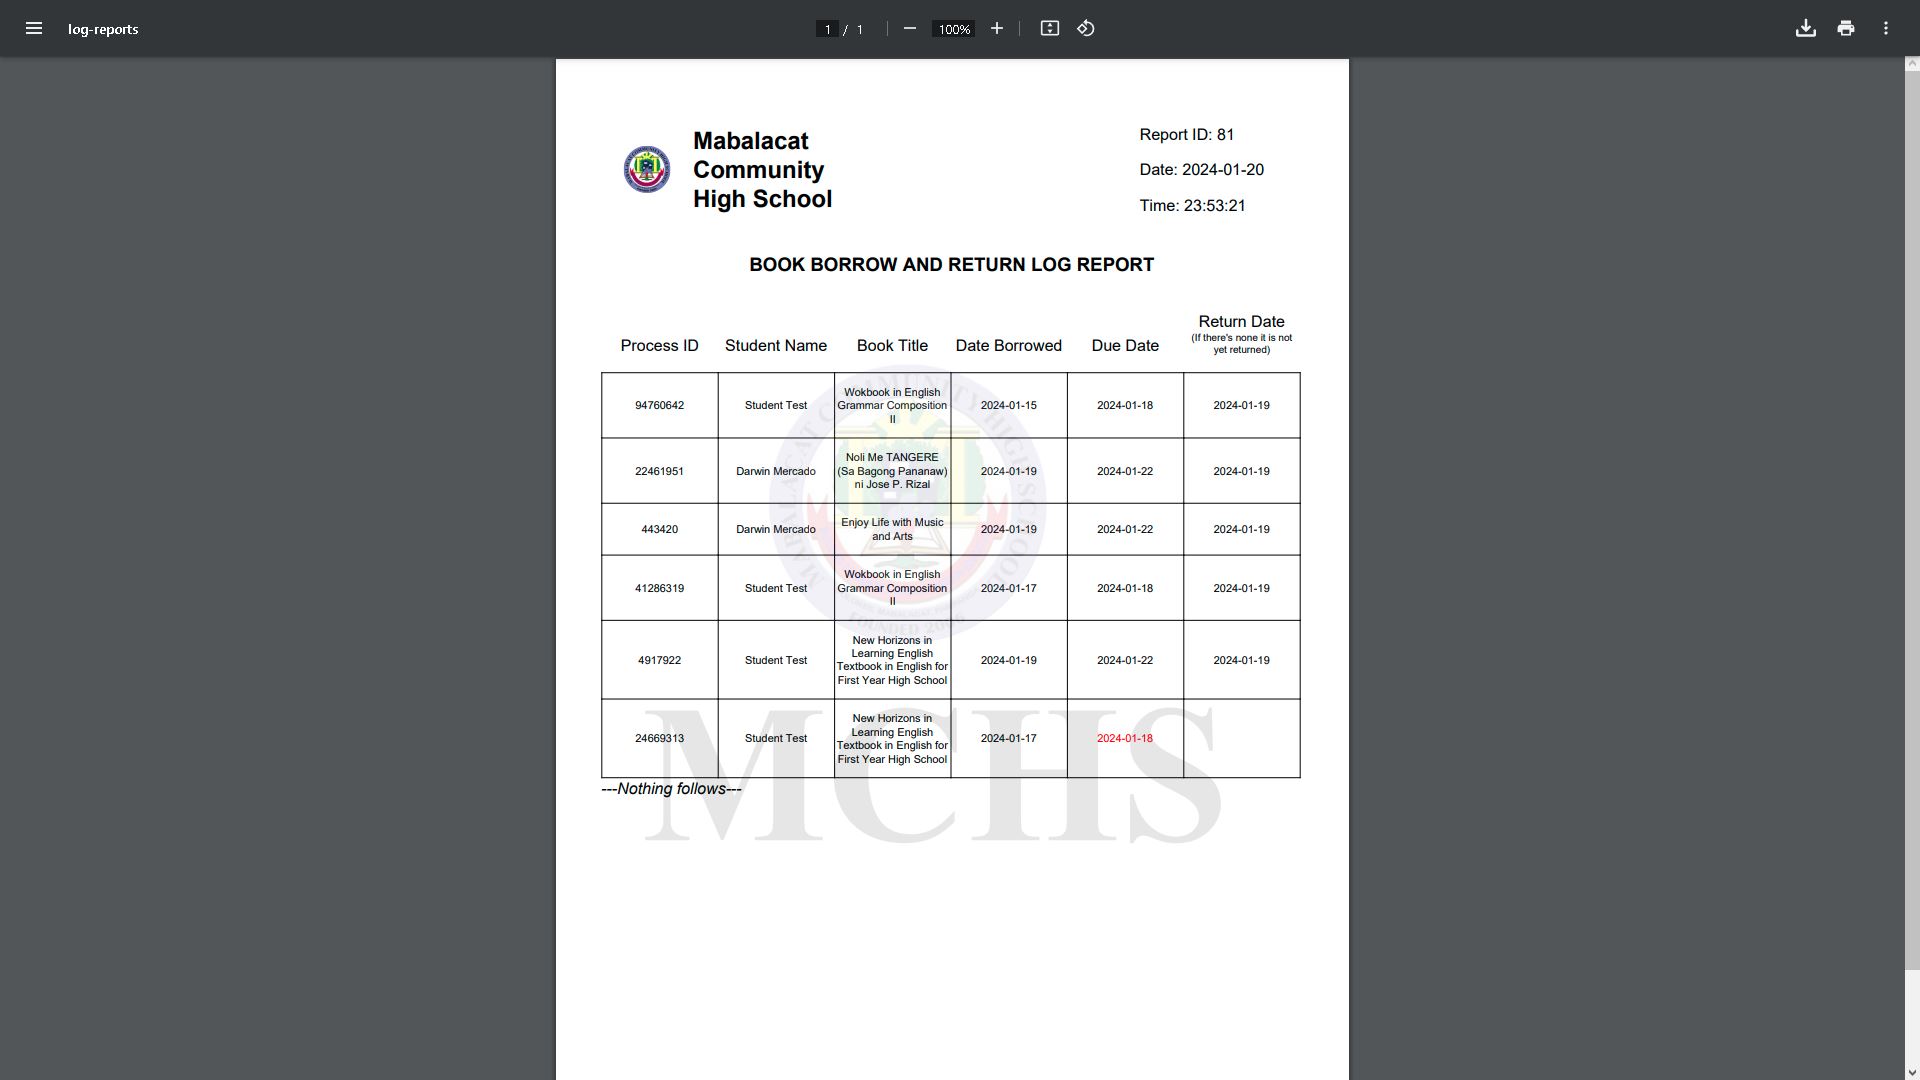 log-reports
1 / 1
100%
Mabalacat
Community
High School
Report ID: 81
Date: 2024-01-20
Time: 23:53:21
BOOK BORROW AND RETURN LOG REPORT
Process ID
Student Name
Book Title
Date Borrowed
Due Date
Return Date
(If there's none it is not
yet returned)
94760642
Student Test
Wokbook in English
Grammar Composition
II
2024-01-15
2024-01-18
2024-01-19
22461951
Darwin Mercado
Noli Me TANGERE
(Sa Bagong Pananaw)
ni Jose P. Rizal
2024-01-19
2024-01-22
2024-01-19
443420
Darwin Mercado
Enjoy Life with Music
and Arts
2024-01-19
2024-01-22
2024-01-19
41286319
Student Test
Wokbook in English
Grammar Composition
II
2024-01-17
2024-01-18
2024-01-19
4917922
Student Test
New Horizons in
Learning English
Textbook in English for
First Year High School
2024-01-19
2024-01-22
2024-01-19
24669313
Student Test
New Horizons in
Learning English
Textbook in English for
First Year High School
2024-01-17
2024-01-18
---Nothing follows---
MABALACAT COMMUNITY HIGH SCHOOL
FOUNDED 2006
MCHS